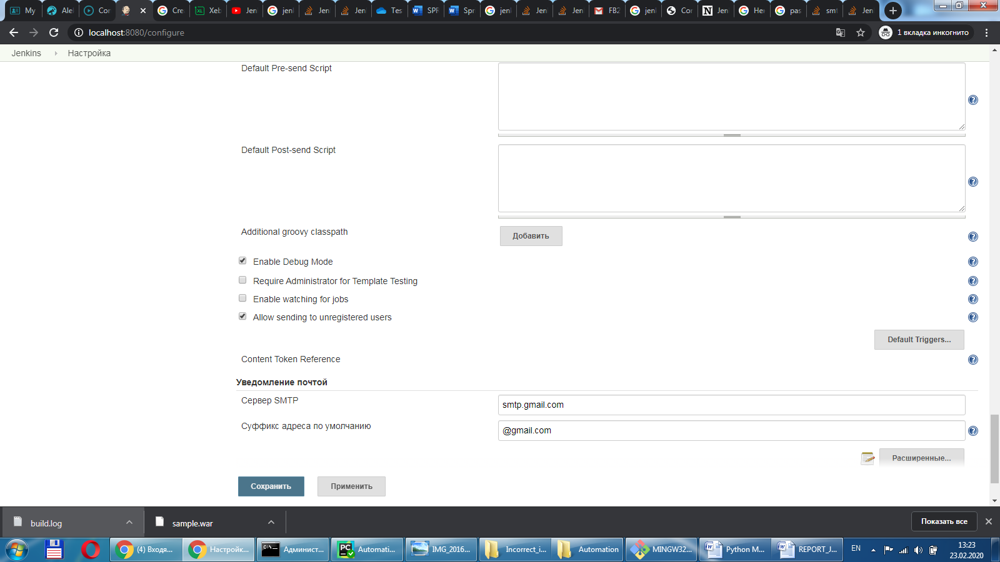 My
Ale
Cor
Cre
Xeb
Jen
jenl
Jenl
Jenl
Tes
SPF
Spr
jenl
Jenl
Jenl
FB2
jenl
Cor
Jen
Her
pas
smt
Jen
localhost:8080/configure
1 вкладка инкогнито
Jenkins
Настройка
Default Pre-send Script
Default Post-send Script
Additional groovy classpath
Добавить
Enable Debug Mode
Require Administrator for Template Testing
Enable watching for jobs
Allow sending to unregistered users
Default Triggers...
Content Token Reference
Уведомление почтой
Сервер SMTP
smtp.gmail.com
Суффикс адреса по умолчанию
@gmail.com
Расширенные...
Сохранить
Применить
build.log
sample.war
Показать все
(4) Входя...
Настройк...
Админист...
Automati...
IMG_2016...
Incorrect_i...
Automation
MINGW32...
Python M...
REPORT_J...
EN
13:23
23.02.2020